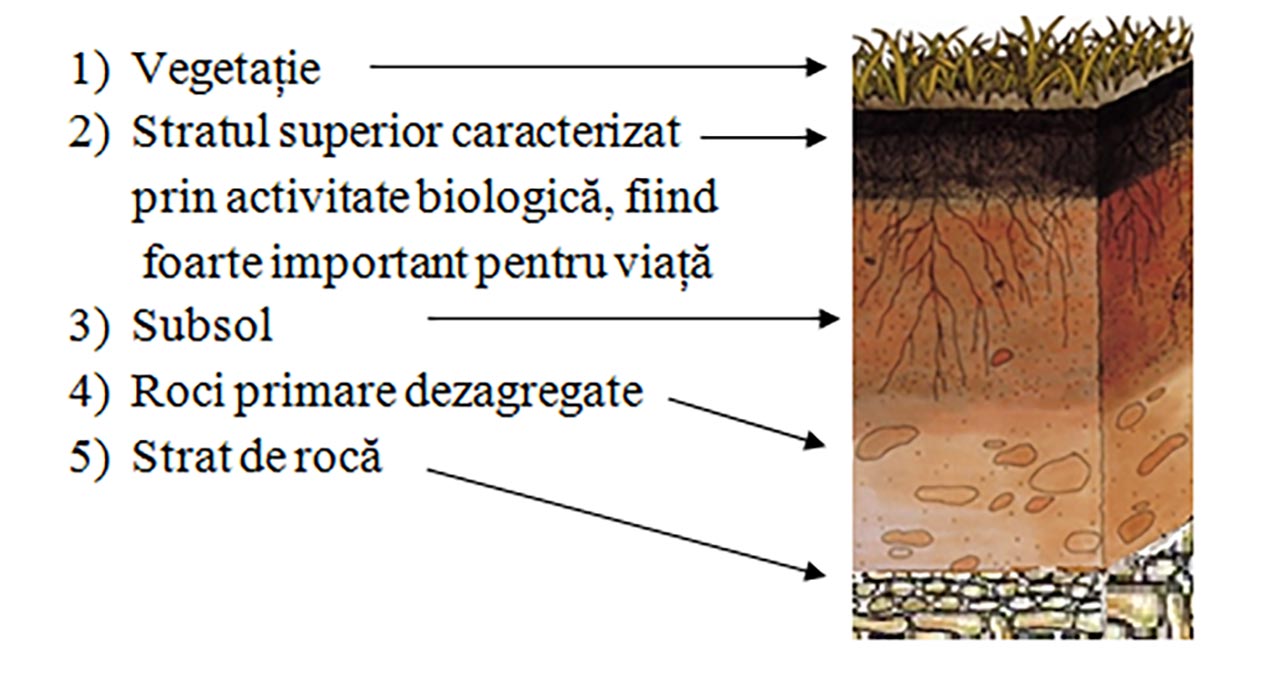 1) Vegetație
2) Stratul superior caracterizat
prin activitate biologică, fiind
foarte important pentru viață
3) Subsol
4) Roci primare dezagregate
5) Strat de rocă